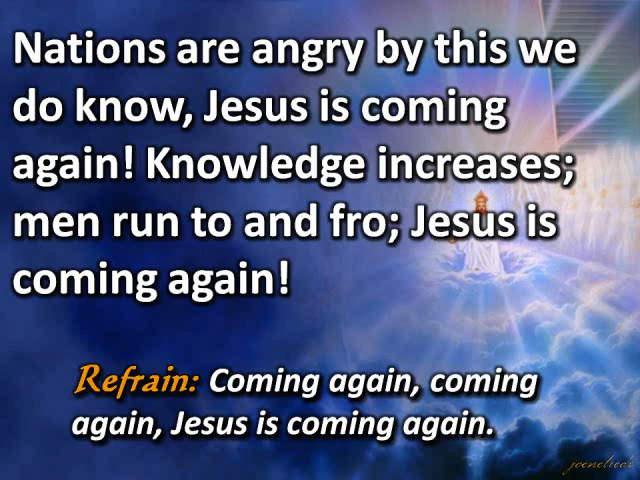 Nations are angry by this we
do know, Jesus is coming
again! Knowledge increases;
men run to and fro; Jesus is
coming again!
Refrain: Coming again, coming
again, Jesus is coming again.